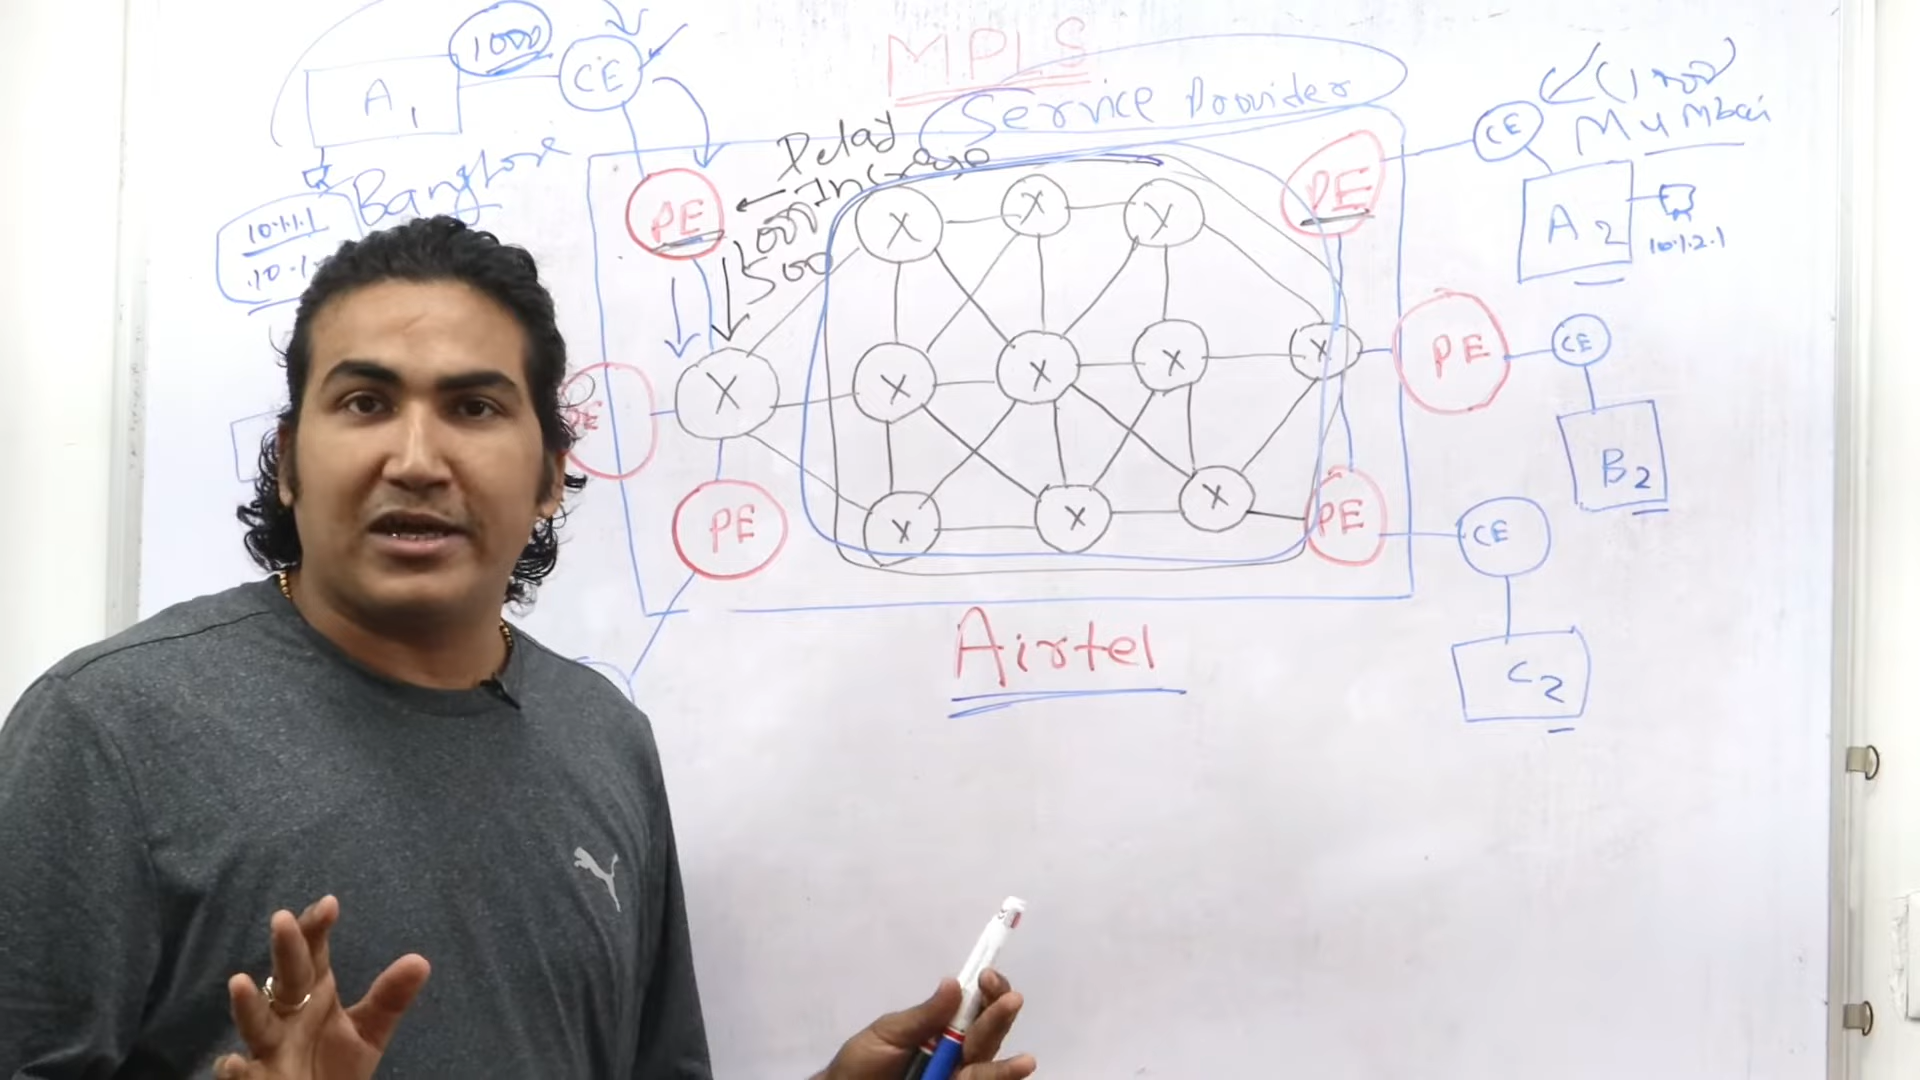 MPLS
Service Provider
1000
CE
A1
Banglore
10.1.1.1
Delay
Increase
1000
500
PE
PE
PE
X
X
X
X
X
X
X
X
X
X
X
PE
PE
PE
CE
Mumbai
A2
10.1.2.1
CE
B2
CE
C2
Airtel